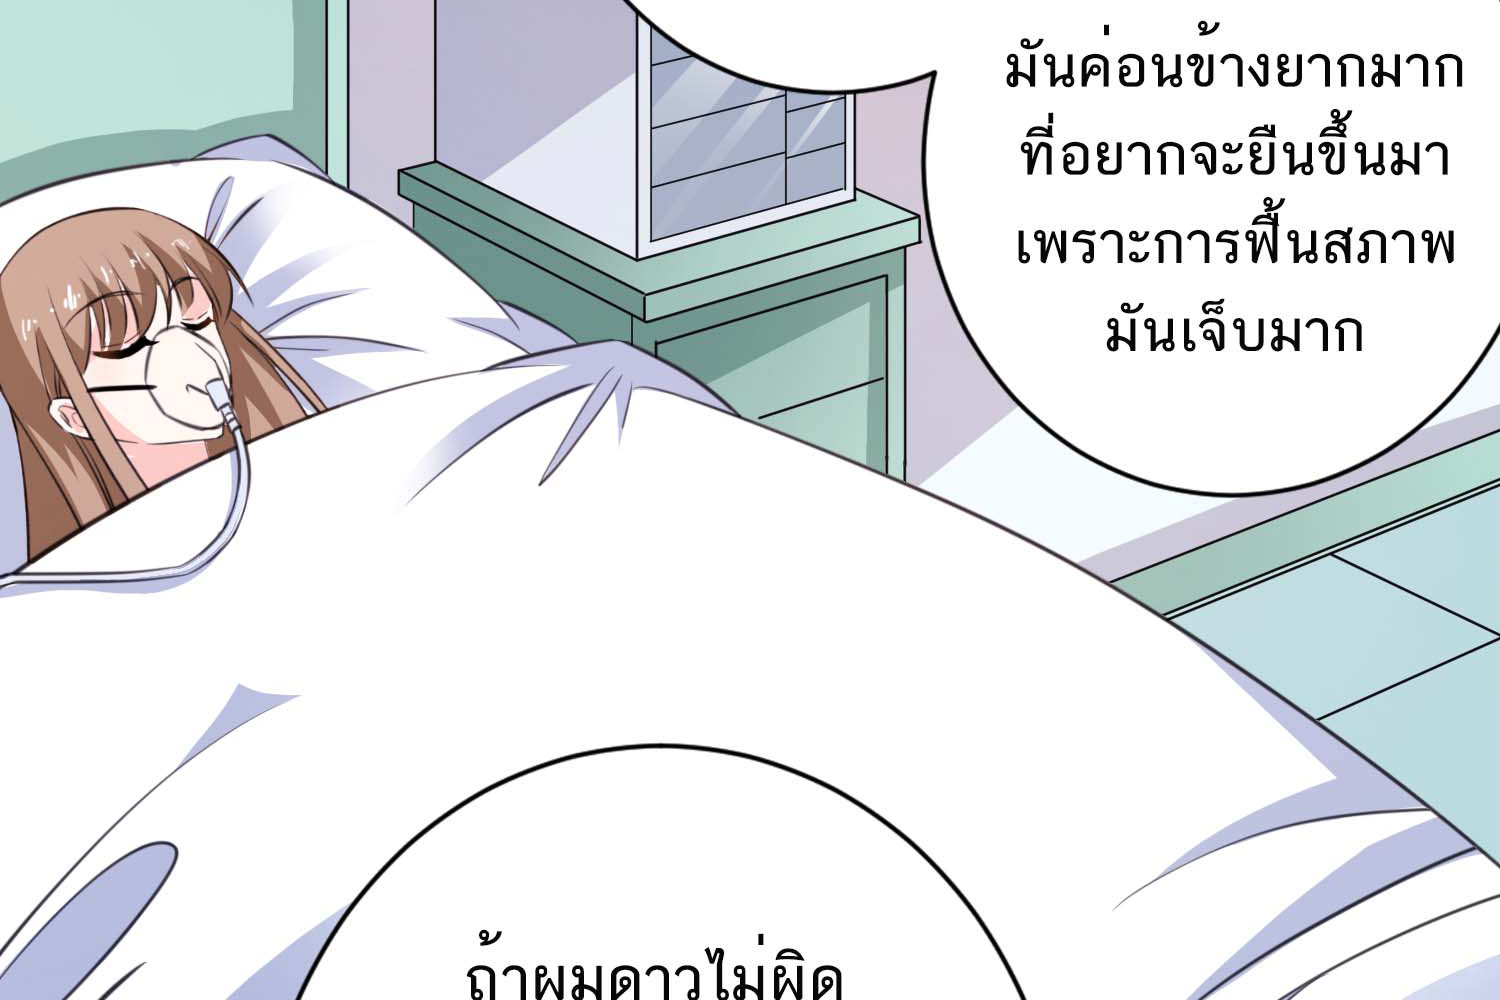 มันค่อนข้างยากมาก
ที่อยากจะยืนขึ้นมา
เพราะการฟื้นสภาพ
มันเจ็บมาก
ถ้าผมดาวไม่ผิด